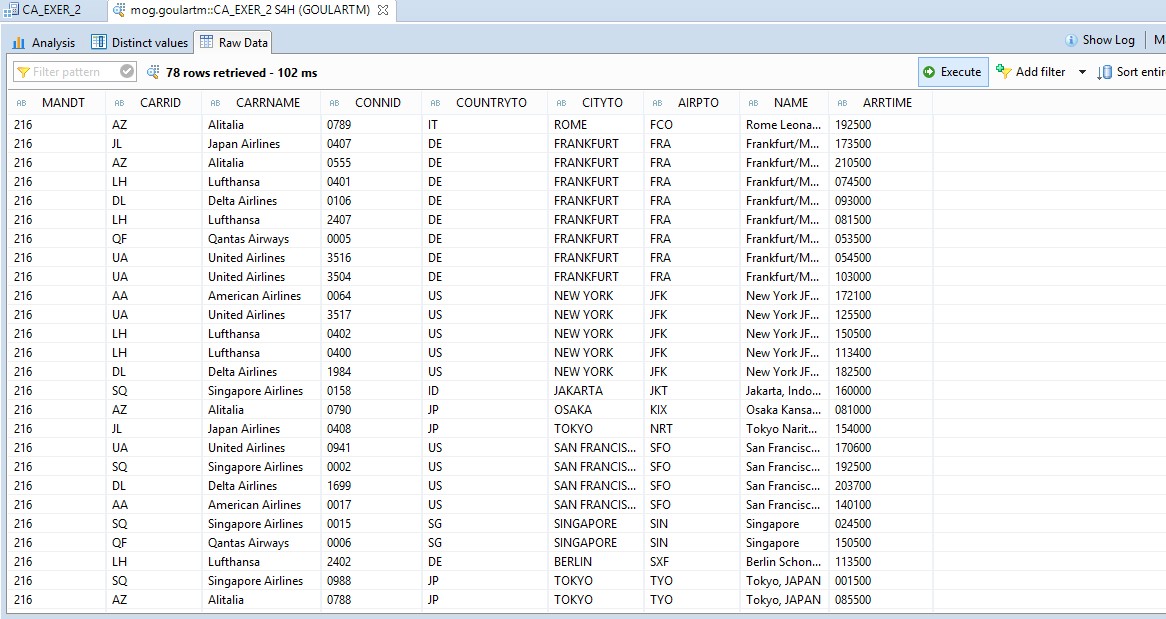 CA_EXER_2 mog.goulartm::CA_EXER_2 S4H (GOULARTM)
Analysis Distinct values Raw Data Show Log
Filter pattern 78 rows retrieved - 102 ms Execute Add filter Sort entir
MANDT CARRID CARRNAME CONNID COUNTRYTO CITYTO AIRPTO NAME ARRTIME
216 AZ Alitalia 0789 IT ROME FCO Rome Leona... 192500
216 JL Japan Airlines 0407 DE FRANKFURT FRA Frankfurt/M... 173500
216 AZ Alitalia 0555 DE FRANKFURT FRA Frankfurt/M... 210500
216 LH Lufthansa 0401 DE FRANKFURT FRA Frankfurt/M... 074500
216 DL Delta Airlines 0106 DE FRANKFURT FRA Frankfurt/M... 093000
216 LH Lufthansa 2407 DE FRANKFURT FRA Frankfurt/M... 081500
216 QF Qantas Airways 0005 DE FRANKFURT FRA Frankfurt/M... 053500
216 UA United Airlines 3516 DE FRANKFURT FRA Frankfurt/M... 054500
216 UA United Airlines 3504 DE FRANKFURT FRA Frankfurt/M... 103000
216 AA American Airlines 0064 US NEW YORK JFK New York JF... 172100
216 UA United Airlines 3517 US NEW YORK JFK New York JF... 125500
216 LH Lufthansa 0402 US NEW YORK JFK New York JF... 150500
216 LH Lufthansa 0400 US NEW YORK JFK New York JF... 113400
216 DL Delta Airlines 1984 US NEW YORK JFK New York JF... 182500
216 SQ Singapore Airlines 0158 ID JAKARTA JKT Jakarta, Indo... 160000
216 AZ Alitalia 0790 JP OSAKA KIX Osaka Kansa... 081000
216 JL Japan Airlines 0408 JP TOKYO NRT Tokyo Narit... 154000
216 UA United Airlines 0941 US SAN FRANCIS... SFO San Francisc... 170600
216 SQ Singapore Airlines 0002 US SAN FRANCIS... SFO San Francisc... 192500
216 DL Delta Airlines 1699 US SAN FRANCIS... SFO San Francisc... 203700
216 AA American Airlines 0017 US SAN FRANCIS... SFO San Francisc... 140100
216 SQ Singapore Airlines 0015 SG SINGAPORE SIN Singapore 024500
216 QF Qantas Airways 0006 SG SINGAPORE SIN Singapore 150500
216 LH Lufthansa 2402 DE BERLIN SXF Berlin Schon... 113500
216 SQ Singapore Airlines 0988 JP TOKYO TYO Tokyo, JAPAN 001500
216 AZ Alitalia 0788 JP TOKYO TYO Tokyo, JAPAN 085500